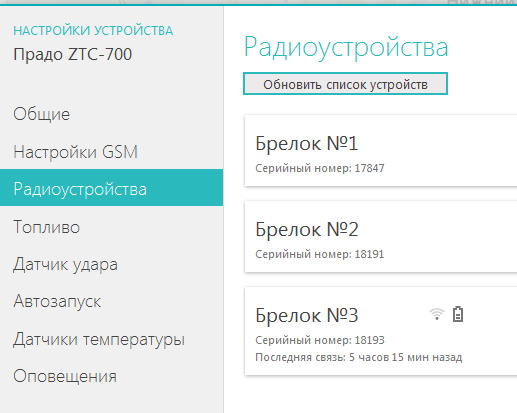 НАСТРОЙКИ УСТРОЙСТВА
Прадо ZTC-700
Общие
Настройки GSM
Радиоустройства
Топливо
Датчик удара
Автозапуск
Датчики температуры
Оповещения
Радиоустройства
Обновить список устройств
Брелок №1
Серийный номер: 17847
Брелок №2
Серийный номер: 18191
Брелок №3
Серийный номер: 18193
Последняя связь: 5 часов 15 мин назад